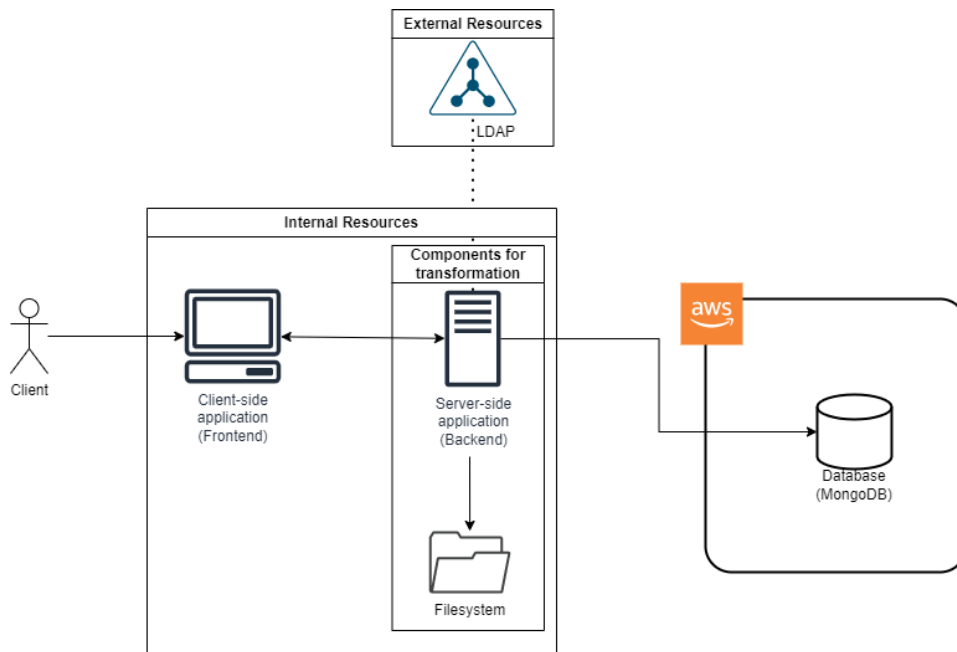 External Resources
LDAP
Internal Resources
Components for
transformation
aws
Client
Client-side
application
(Frontend)
Server-side
application
(Backend)
Database
(MongoDB)
Filesystem